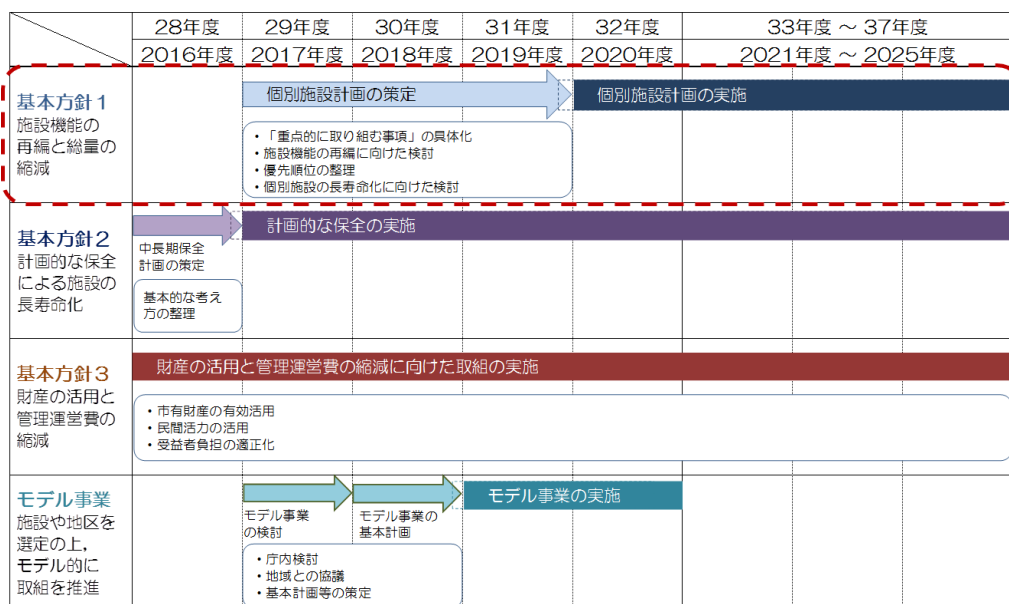 28年度 29年度 30年度 31年度 32年度 33年度 ~ 37年度
2016年度 2017年度 2018年度 2019年度 2020年度 2021年度 ~ 2025年度
基本方針1
施設機能の
再編と総量の
縮減
個別施設計画の策定
個別施設計画の実施
・「重点的に取り組む事項」の具体化
・施設機能の再編に向けた検討
・優先順位の整理
・個別施設の長寿命化に向けた検討
基本方針2
計画的な保全
による施設の
長寿命化
計画的な保全の実施
中長期保全
計画の策定
基本的な考え
方の整理
基本方針3
財産の活用と
管理運営費の
縮減
財産の活用と管理運営費の縮減に向けた取組の実施
・市有財産の有効活用
・民間活力の活用
・受益者負担の適正化
モデル事業
施設や地区を
選定の上,
モデル的に
取組を推進
モデル事業の実施
モデル事業
の検討
モデル事業の
基本計画
・庁内検討
・地域との協議
・基本計画等の策定